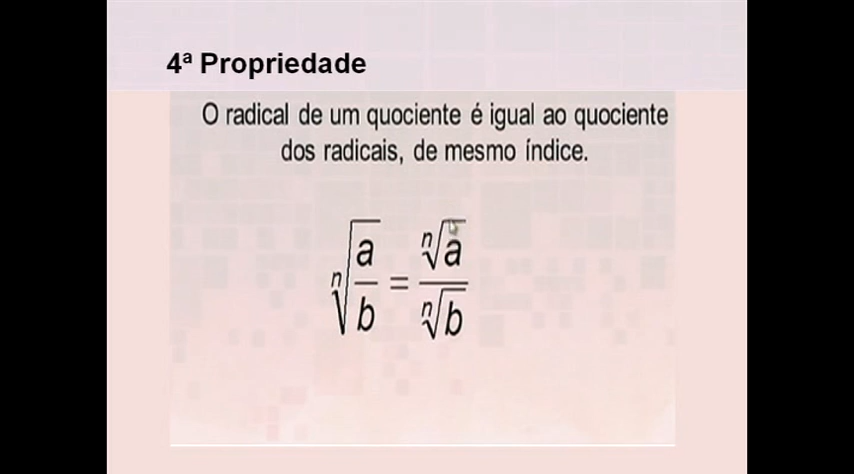 4ª Propriedade
O radical de um quociente é igual ao quociente
dos radicais, de mesmo índice.
ⁿ√(a/b) = ⁿ√a / ⁿ√b